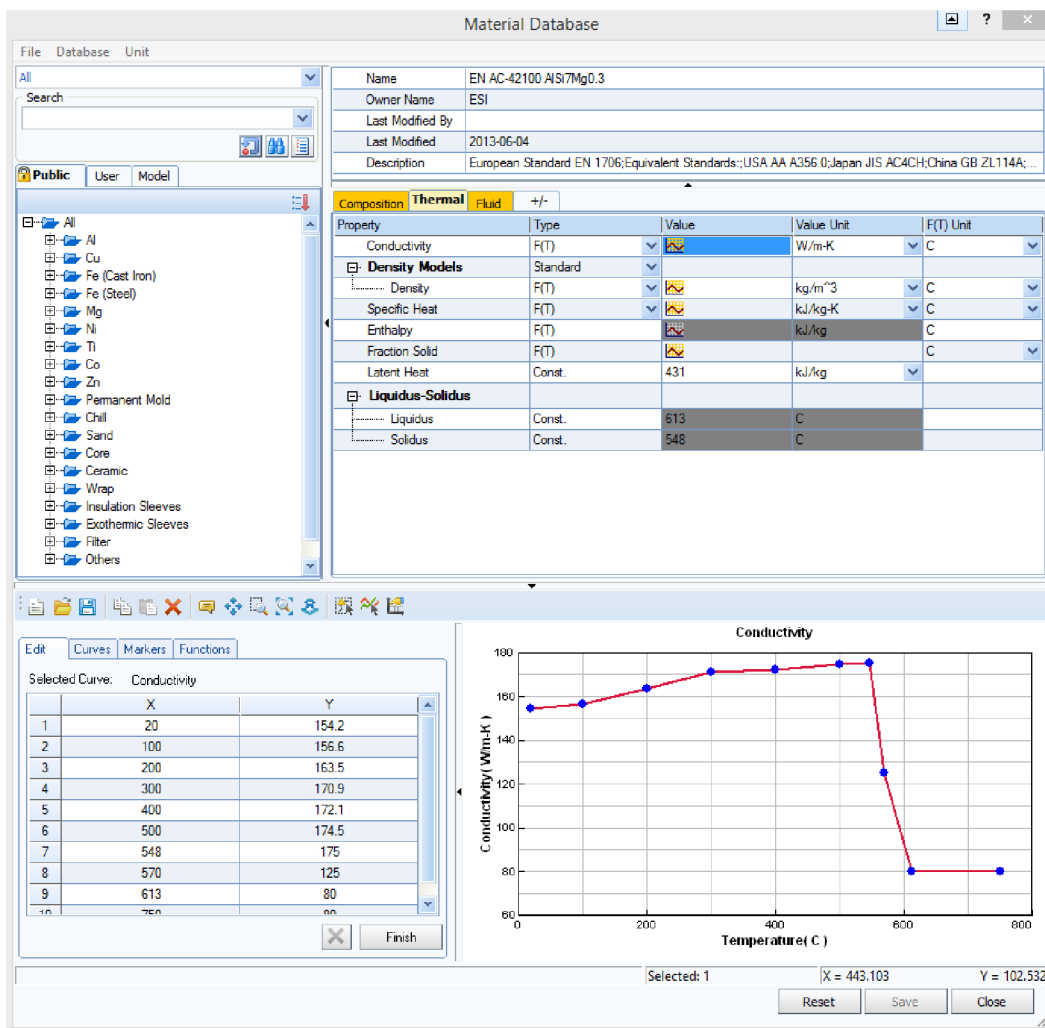 Material Database
?
File Database Unit
All
Search
Public User Model
All
Al
Cu
Fe (Cast Iron)
Fe (Steel)
Mg
Ni
Ti
Co
Zn
Permanent Mold
Chill
Sand
Core
Ceramic
Wrap
Insulation Sleeves
Exothermic Sleeves
Filter
Others
Name EN AC-42100 AlSi7Mg0.3
Owner Name ESI
Last Modified By
Last Modified 2013-06-04
Description European Standard EN 1706;Equivalent Standards:;USA AA A356.0;Japan JIS AC4CH;China GB ZL114A;...
Composition Thermal Fluid +/-
Property Type Value Value Unit F(T) Unit
Conductivity F(T) W/m-K C
Density Models Standard
Density F(T) kg/m^3 C
Specific Heat F(T) kJ/kg-K C
Enthalpy F(T) kJ/kg C
Fraction Solid F(T) C
Latent Heat Const. 431 kJ/kg
Liquidus-Solidus
Liquidus Const. 613 C
Solidus Const. 548 C
Edit Curves Markers Functions
Selected Curve: Conductivity
X Y
1 20 154.2
2 100 156.6
3 200 163.5
4 300 170.9
5 400 172.1
6 500 174.5
7 548 175
8 570 125
9 613 80
10 750 80
Finish
Conductivity
180
160
140
120
100
80
60
Conductivity( W/m-K )
0 200 400 600 800
Temperature( C )
Selected: 1 X = 443.103 Y = 102.532
Reset Save Close